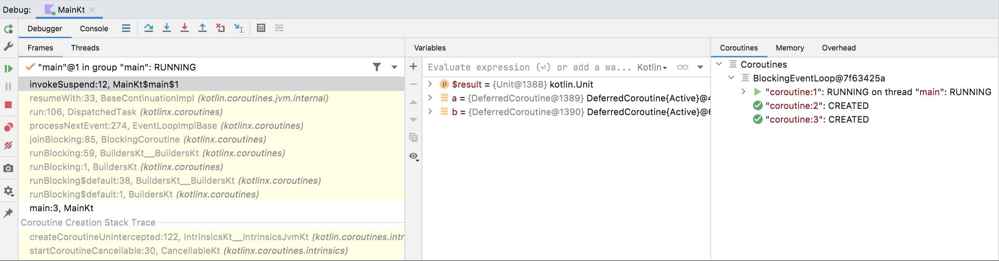 Debug: MainKt
Debugger Console
Frames Threads
"main"@1 in group "main": RUNNING
invokeSuspend:12, MainKt$main$1
resumeWith:33, BaseContinuationImpl (kotlin.coroutines.jvm.internal)
run:106, DispatchedTask (kotlinx.coroutines)
processNextEvent:274, EventLoopImplBase (kotlinx.coroutines)
joinBlocking:85, BlockingCoroutine (kotlinx.coroutines)
runBlocking:59, BuildersKt__BuildersKt (kotlinx.coroutines)
runBlocking:1, BuildersKt (kotlinx.coroutines)
runBlocking$default:38, BuildersKt__BuildersKt (kotlinx.coroutines)
runBlocking$default:1, BuildersKt (kotlinx.coroutines)
main:3, MainKt
Coroutine Creation Stack Trace
createCoroutineUnintercepted:122, IntrinsicsKt__IntrinsicsJvmKt (kotlin.coroutines.intr
startCoroutineCancellable:30, CancellableKt (kotlinx.coroutines.intrinsics)
Variables
Evaluate expression (⏎) or add a wa... Kotlin
p $result = {Unit@1388} kotlin.Unit
a = {DeferredCoroutine@1389} DeferredCoroutine{Active}@
b = {DeferredCoroutine@1390} DeferredCoroutine{Active}@
Coroutines Memory Overhead
Coroutines
BlockingEventLoop@7f63425a
"coroutine:1": RUNNING on thread "main": RUNNING
"coroutine:2": CREATED
"coroutine:3": CREATED